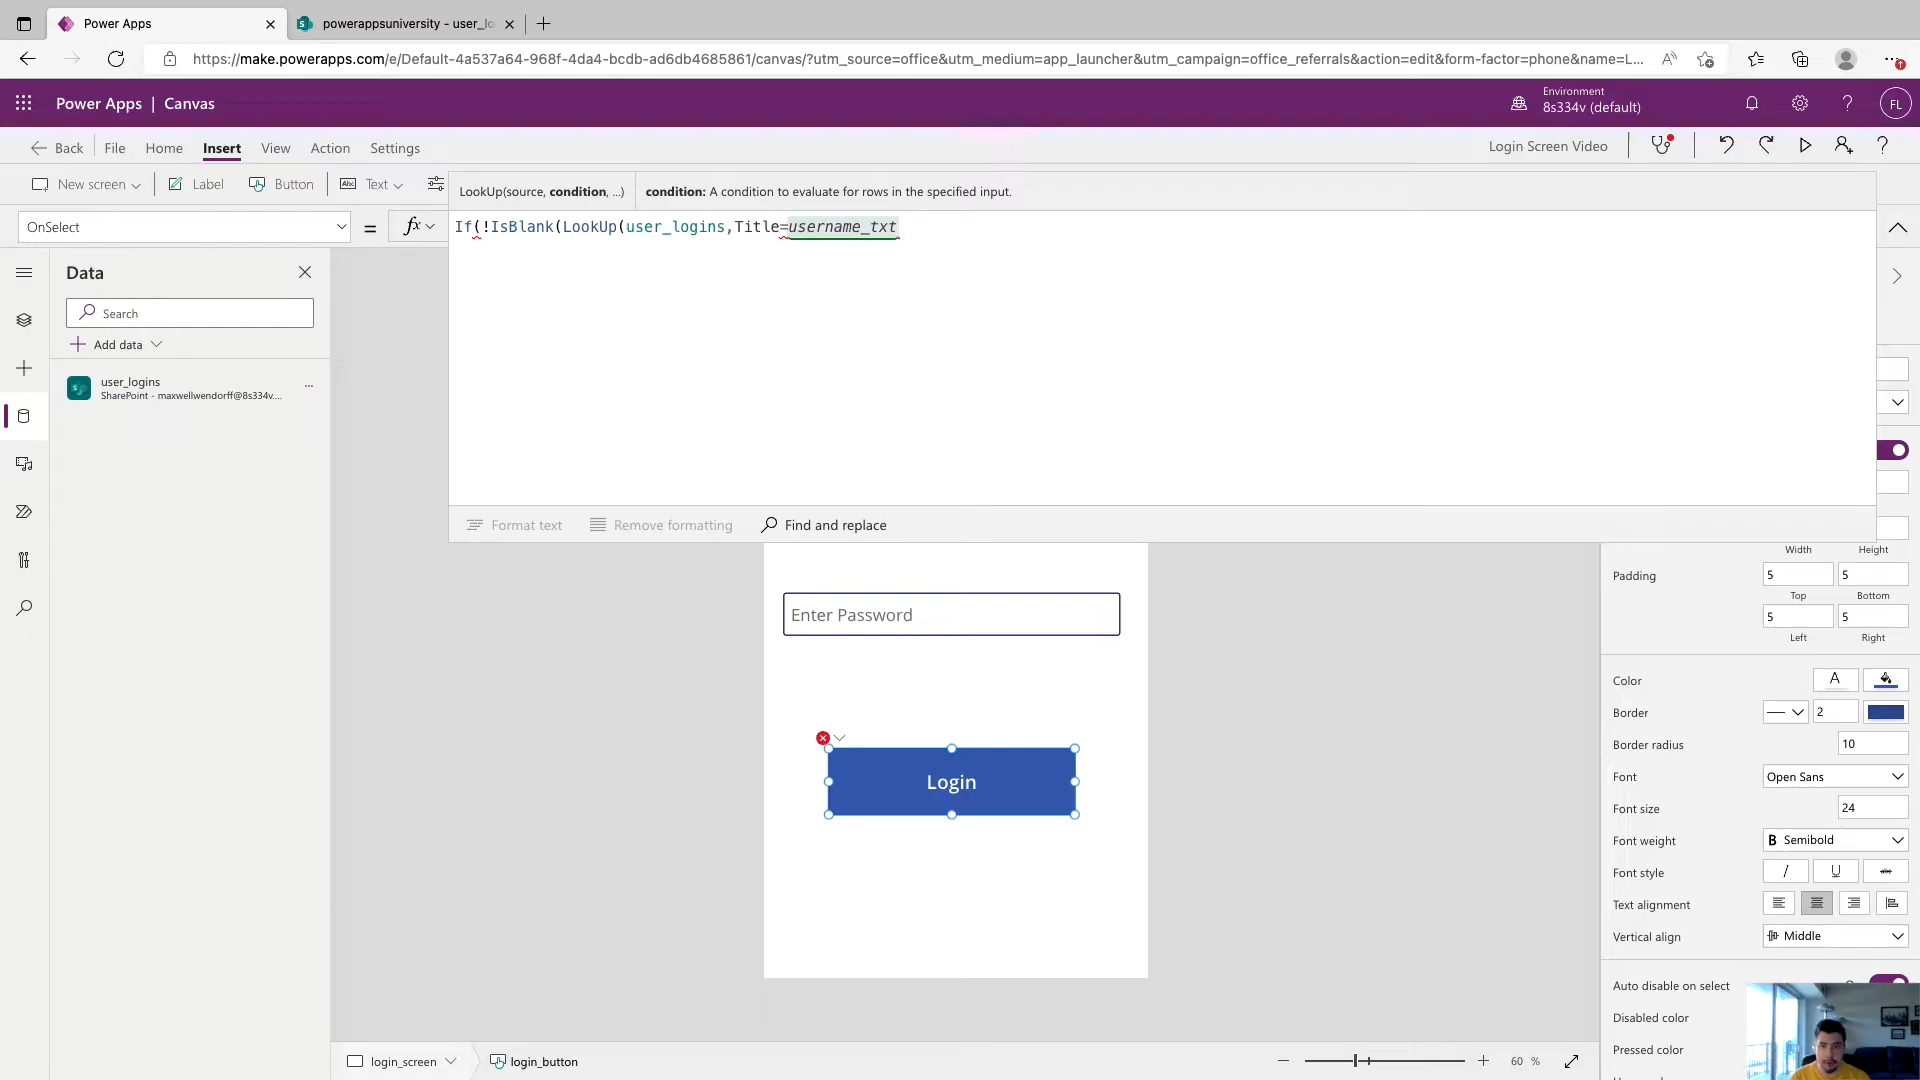 Power Apps
powerappsuniversity - user_lo
https://make.powerapps.com/e/Default-4a537a64-968f-4da4-bcdb-ad6db4685861/canvas/?utm_source=office&utm_medium=app_launcher&utm_campaign=office_referrals&action=edit&form-factor=phone&name=L...
Power Apps | Canvas
Environment
8s334v (default)
FL
Back
File
Home
Insert
View
Action
Settings
Login Screen Video
New screen
Label
Button
Abc
Text
LookUp(source, condition, ...)
condition: A condition to evaluate for rows in the specified input.
OnSelect
=
fx
If(!IsBlank(LookUp(user_logins,Title=username_txt
Data
Search
Add data
user_logins
SharePoint - maxwellwendorff@8s334v....
Format text
Remove formatting
Find and replace
Width
Height
Padding
5
5
Top
Bottom
5
5
Left
Right
Enter Password
Login
Color
A
Border
2
Border radius
10
Font
Open Sans
Font size
24
Font weight
B Semibold
Font style
Text alignment
Vertical align
Middle
Auto disable on select
Disabled color
Pressed color
login_screen
login_button
60 %